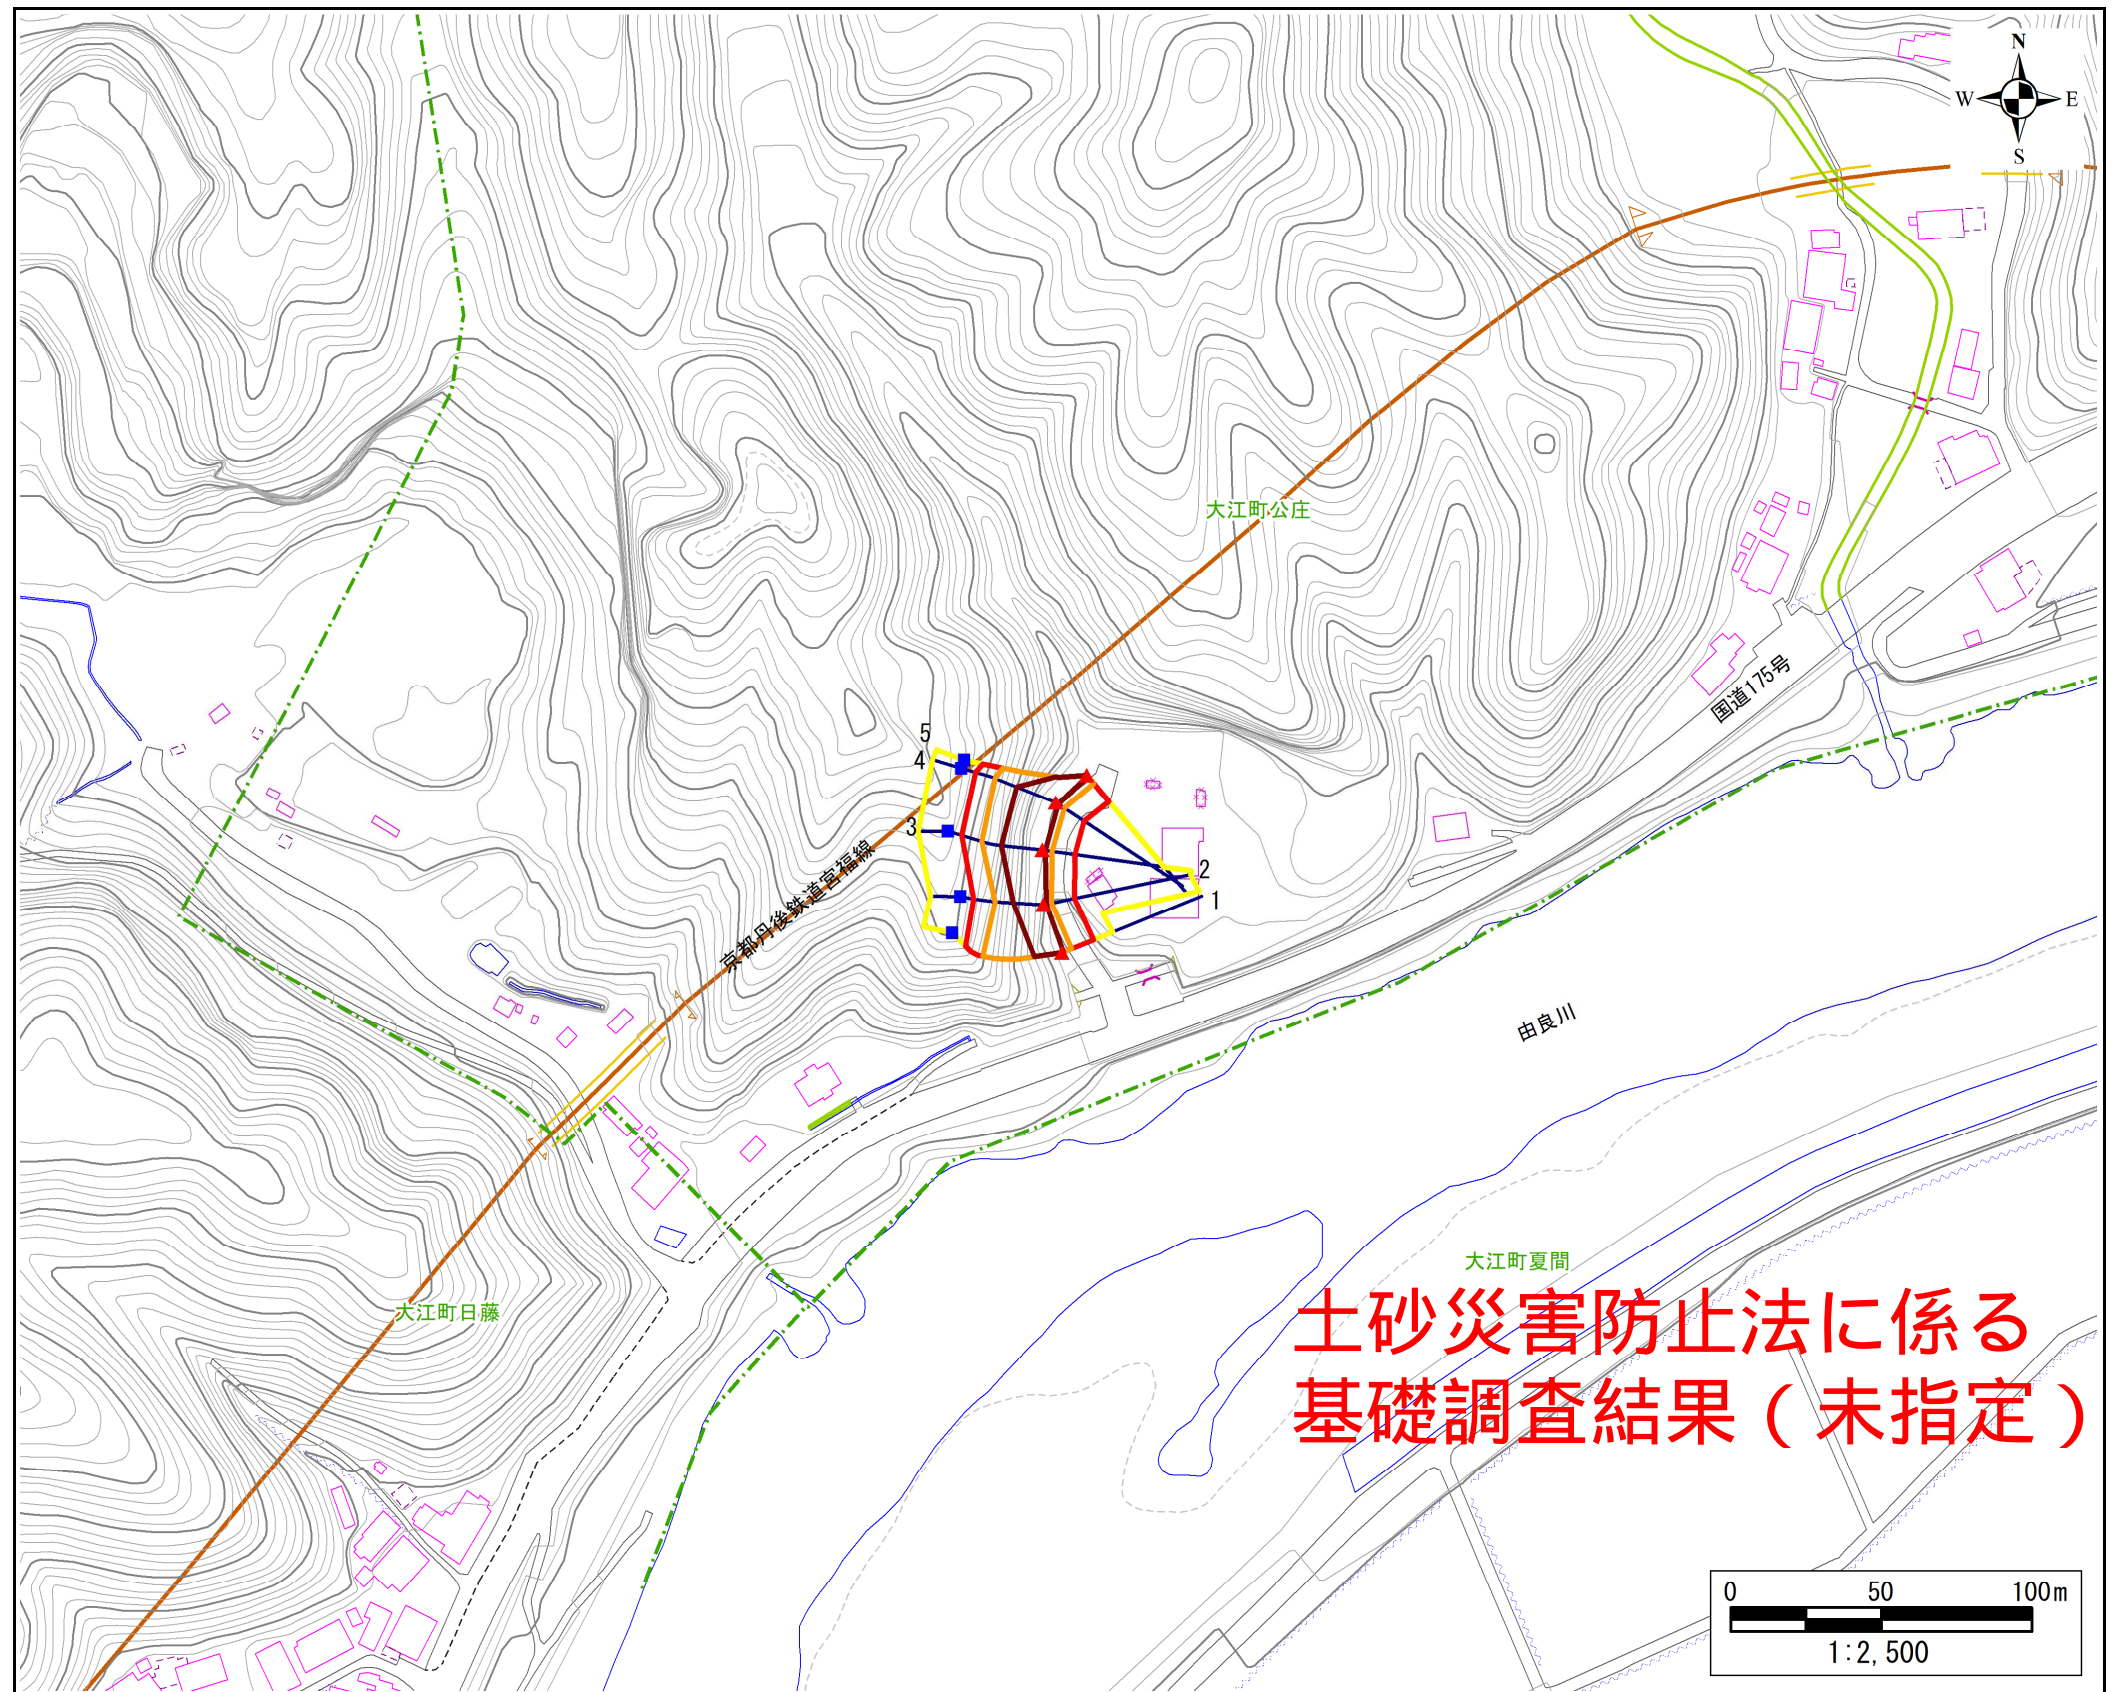 N
W E
S
大江町公庄
国道175号
5
4
3
2
1
京都丹後鉄道宮福線
由良川
大江町夏間
大江町日藤
土砂災害防止法に係る
基礎調査結果（未指定）
0 50 100m
1:2,500